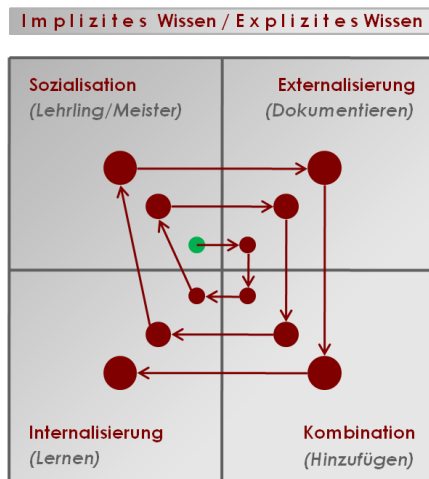 Implizites Wissen / Explizites Wissen
Sozialisation
(Lehrling/Meister)
Externalisierung
(Dokumentieren)
Internalisierung
(Lernen)
Kombination
(Hinzufügen)